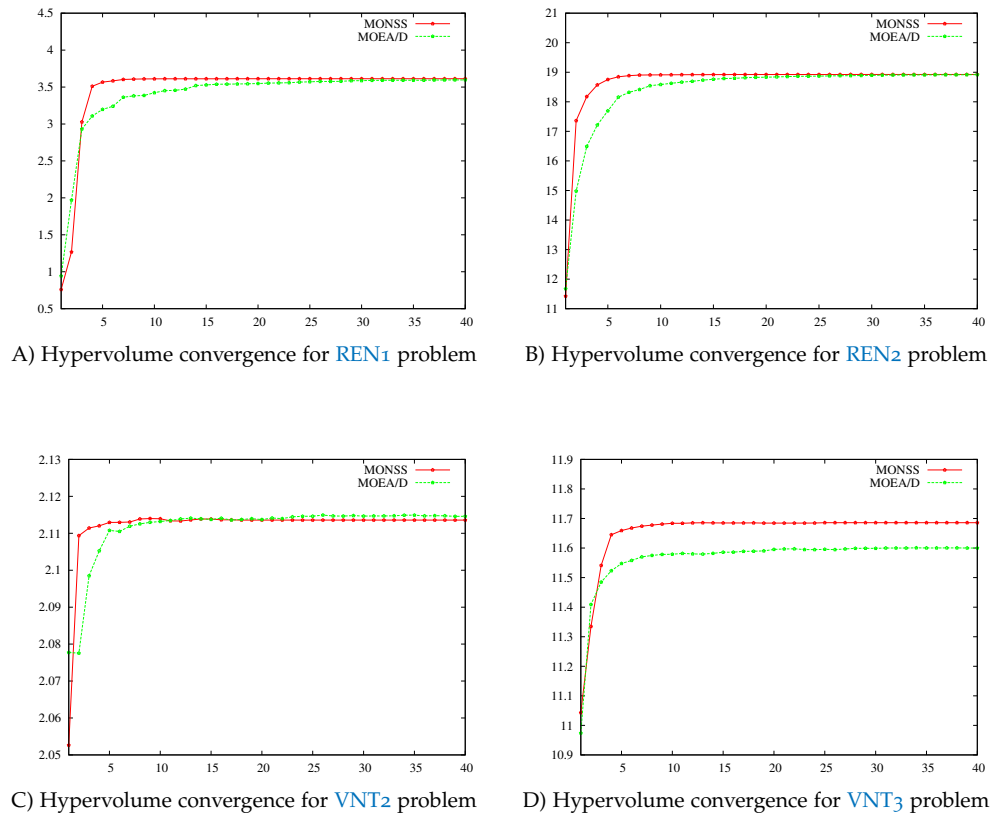 4.5
4
3.5
3
2.5
2
1.5
1
0.5
5 10 15 20 25 30 35 40
MONSS
MOEA/D
A) Hypervolume convergence for REN1 problem
21
20
19
18
17
16
15
14
13
12
11
5 10 15 20 25 30 35 40
MONSS
MOEA/D
B) Hypervolume convergence for REN2 problem
2.13
2.12
2.11
2.1
2.09
2.08
2.07
2.06
2.05
5 10 15 20 25 30 35 40
MONSS
MOEA/D
C) Hypervolume convergence for VNT2 problem
11.9
11.8
11.7
11.6
11.5
11.4
11.3
11.2
11.1
11
10.9
5 10 15 20 25 30 35 40
MONSS
MOEA/D
D) Hypervolume convergence for VNT3 problem